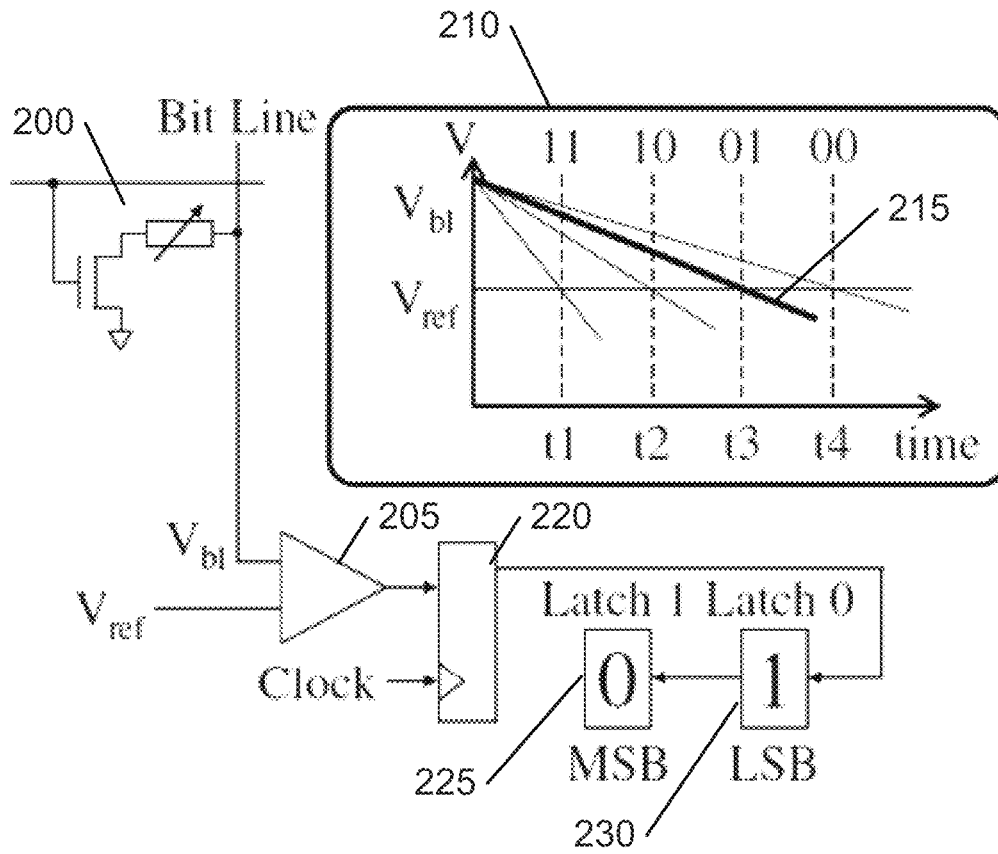 210
200
Bit Line
V
11 10 01 00
V_bl
215
V_ref
t1 t2 t3 t4 time
205
220
V_bl
Latch 1 Latch 0
V_ref
0 1
Clock
MSB LSB
225
230